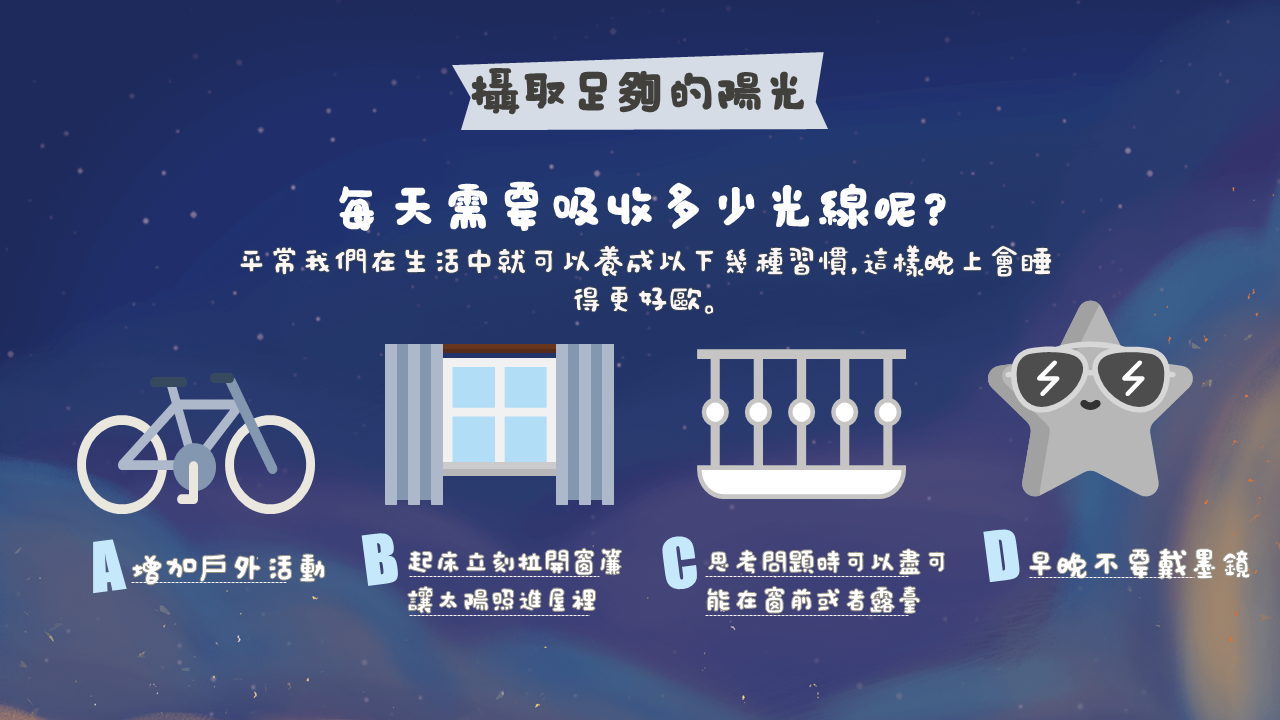 攝取足夠的陽光
每天需要吸收多少光線呢?
平常我們在生活中就可以養成以下幾種習慣,這樣晚上會睡
得更好歐。
A 增加戶外活動
B 起床立刻拉開窗簾
讓太陽照進屋裡
C 思考問題時可以盡可
能在窗前或者露臺
D 早晚不要戴墨鏡